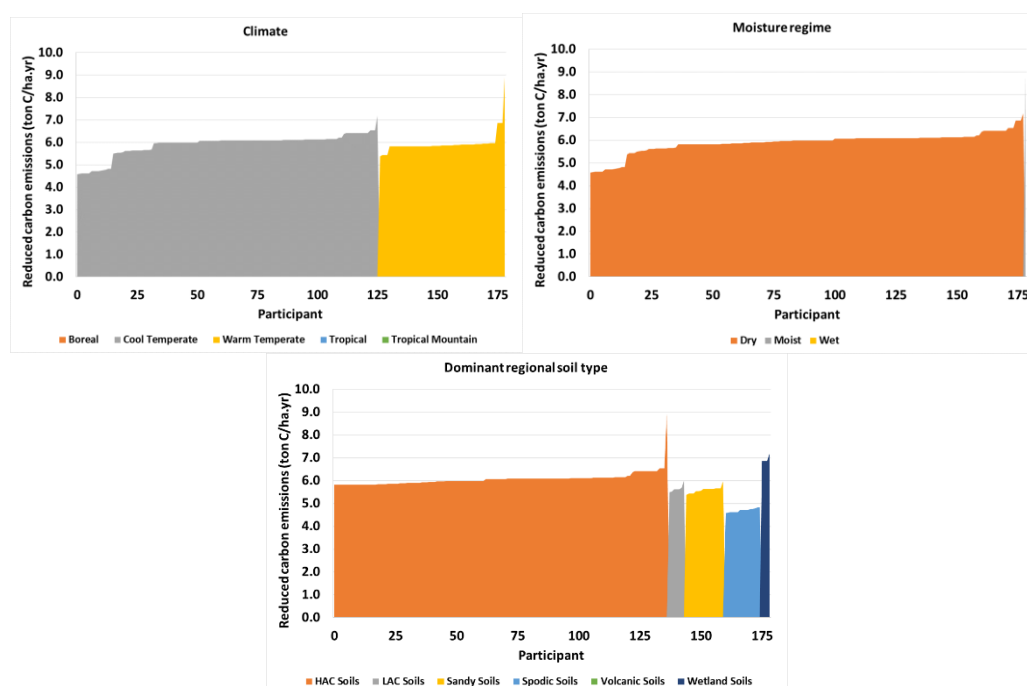 Climate
Reduced carbon emissions (ton C/ha.yr)
10.0
9.0
8.0
7.0
6.0
5.0
4.0
3.0
2.0
1.0
0.0
0 25 50 75 100 125 150 175
Participant
Boreal Cool Temperate Warm Temperate Tropical Tropical Mountain
Moisture regime
Reduced carbon emissions (ton C/ha.yr)
10.0
9.0
8.0
7.0
6.0
5.0
4.0
3.0
2.0
1.0
0.0
0 25 50 75 100 125 150 175
Participant
Dry Moist Wet
Dominant regional soil type
Reduced carbon emissions (ton C/ha.yr)
10.0
9.0
8.0
7.0
6.0
5.0
4.0
3.0
2.0
1.0
0.0
0 25 50 75 100 125 150 175
Participant
HAC Soils LAC Soils Sandy Soils Spodic Soils Volcanic Soils Wetland Soils